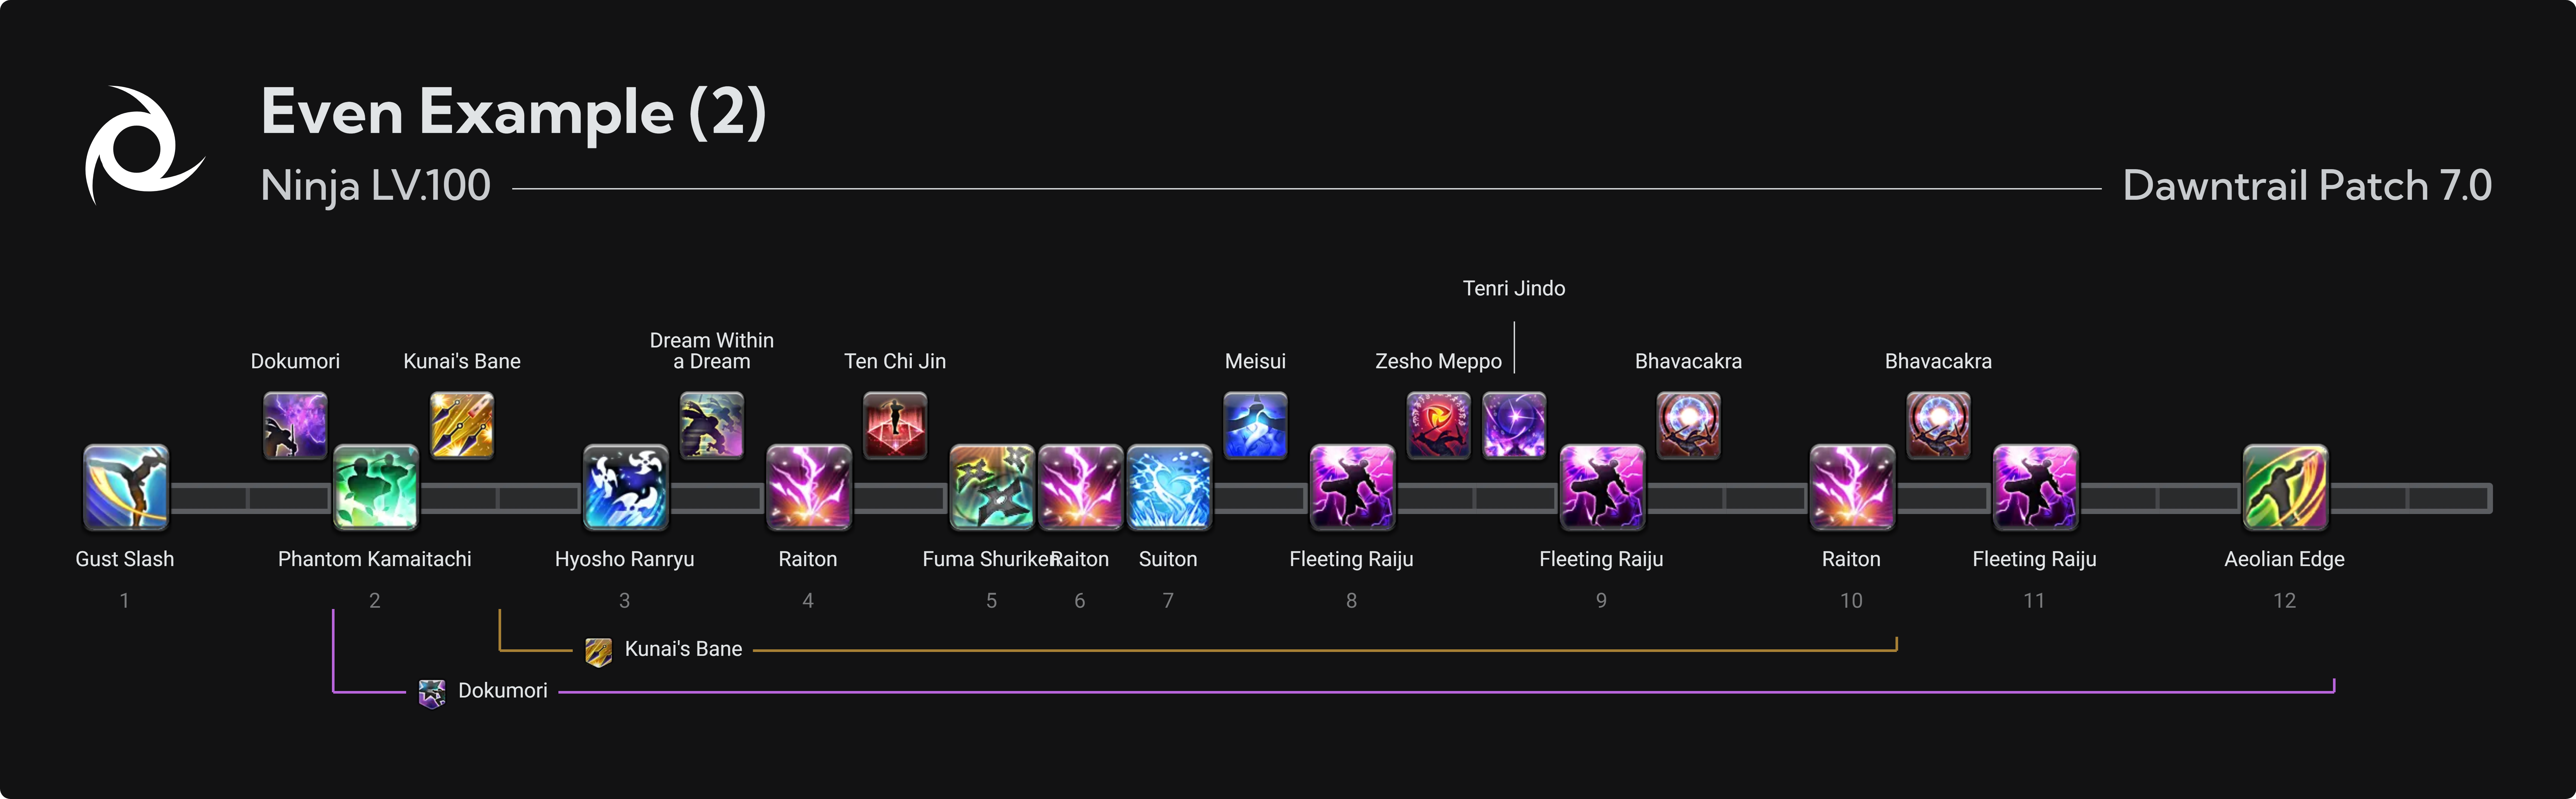 Even Example (2)
Ninja LV.100
Dawntrail Patch 7.0
Tenri Jindo
Dokumori
Kunai's Bane
Dream Within
a Dream
Ten Chi Jin
Meisui
Zesho Meppo
Bhavacakra
Bhavacakra
Gust Slash
Phantom Kamaitachi
Hyosho Ranryu
Raiton
Fuma Shuriken
Raiton
Suiton
Fleeting Raiju
Fleeting Raiju
Raiton
Fleeting Raiju
Aeolian Edge
1
2
3
4
5
6
7
8
9
10
11
12
Kunai's Bane
Dokumori